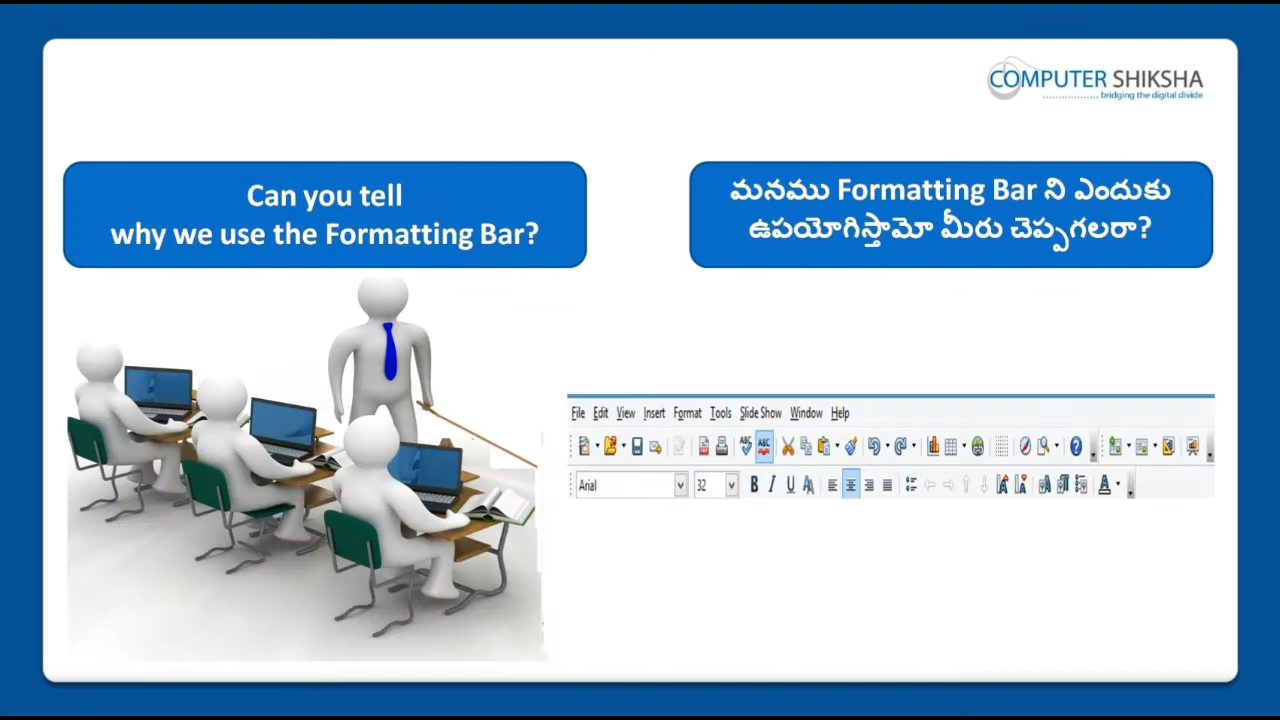 COMPUTER SHIKSHA
bridging the digital divide
Can you tell
why we use the Formatting Bar?
మనము Formatting Bar ని ఎందుకు
ఉపయోగిస్తామో మీరు చెప్పగలరా?
File Edit View Insert Format Tools Slide Show Window Help
Arial 32